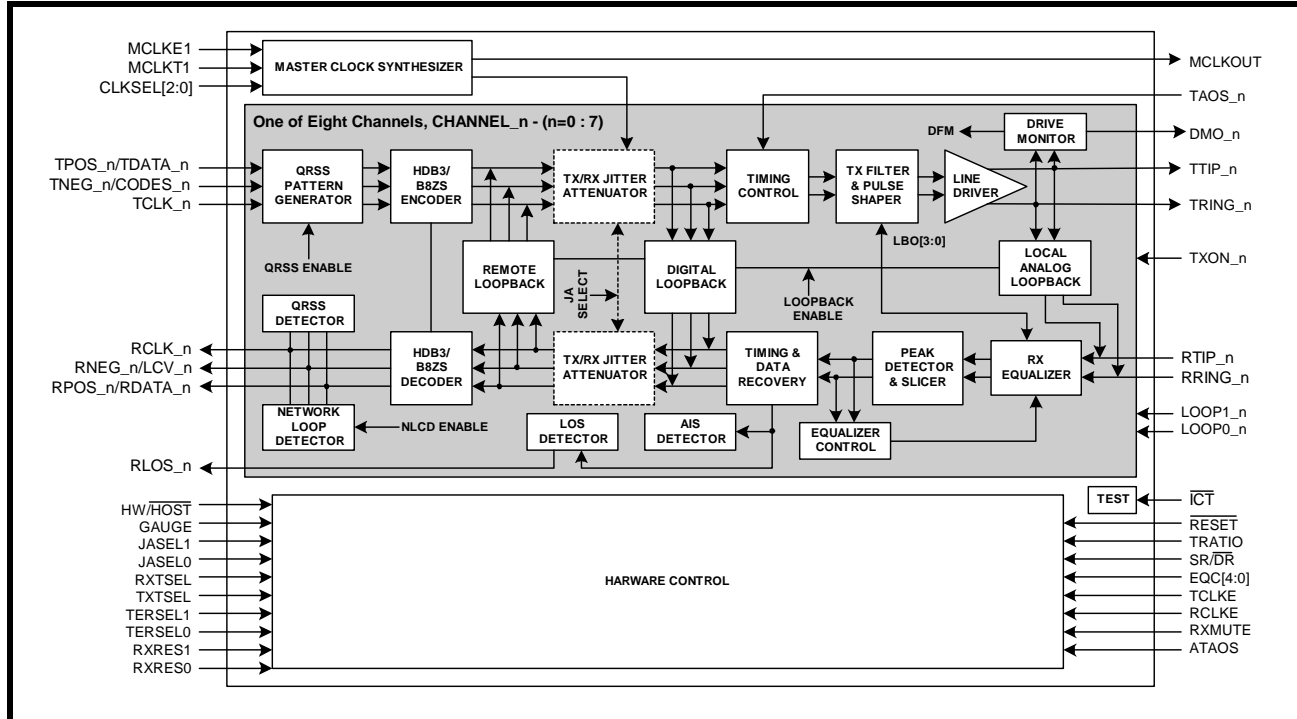 MCLKE1
MCLKT1
CLKSEL[2:0]
MASTER CLOCK SYNTHESIZER
MCLKOUT
TAOS_n
One of Eight Channels, CHANNEL_n - (n=0 : 7)
DFM
DRIVE
MONITOR
DMO_n
TPOS_n/TDATA_n
TNEG_n/CODES_n
TCLK_n
QRSS
PATTERN
GENERATOR
HDB3/
B8ZS
ENCODER
TX/RX JITTER
ATTENUATOR
TIMING
CONTROL
TX FILTER
& PULSE
SHAPER
LINE
DRIVER
TTIP_n
TRING_n
QRSS ENABLE
REMOTE
LOOPBACK
JA
SELECT
DIGITAL
LOOPBACK
LOOPBACK
ENABLE
LBO[3:0]
LOCAL
ANALOG
LOOPBACK
TXON_n
QRSS
DETECTOR
RCLK_n
RNEG_n/LCV_n
RPOS_n/RDATA_n
HDB3/
B8ZS
DECODER
TX/RX JITTER
ATTENUATOR
TIMING &
DATA
RECOVERY
PEAK
DETECTOR
& SLICER
RX
EQUALIZER
RTIP_n
RRING_n
NETWORK
LOOP
DETECTOR
NLCD ENABLE
LOS
DETECTOR
AIS
DETECTOR
EQUALIZER
CONTROL
LOOP1_n
LOOP0_n
RLOS_n
TEST
ICT
HW/HOST
GAUGE
JASEL1
JASEL0
RXTSEL
TXTSEL
TERSEL1
TERSEL0
RXRES1
RXRES0
HARWARE CONTROL
RESET
TRATIO
SR/DR
EQC[4:0]
TCLKE
RCLKE
RXMUTE
ATAOS